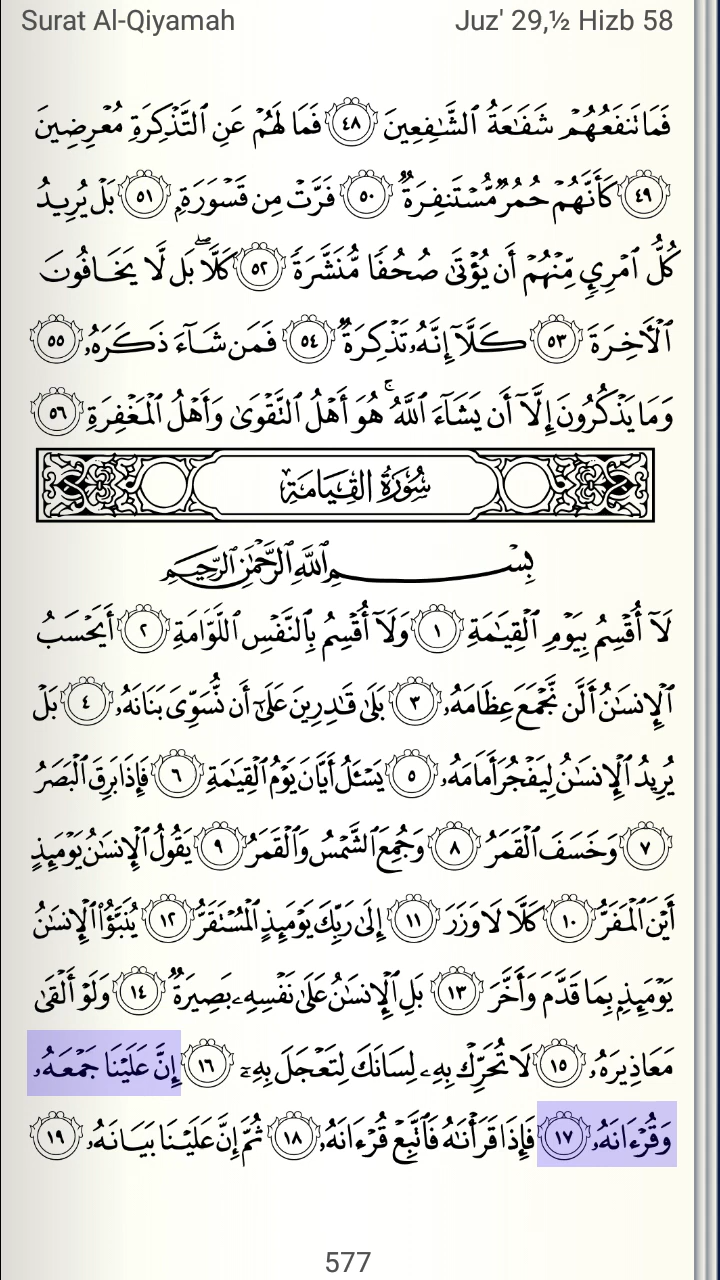 Surat Al-Qiyamah Juz' 29,½ Hizb 58
فَمَا تَنفَعُهُمْ شَفَٰعَةُ ٱلشَّٰفِعِينَ ٤٨ فَمَا لَهُمْ عَنِ ٱلتَّذْكِرَةِ مُعْرِضِينَ
٤٩ كَأَنَّهُمْ حُمُرٌ مُّسْتَنفِرَةٌ ٥٠ فَرَّتْ مِن قَسْوَرَةٍۭ ٥١ بَلْ يُرِيدُ
كُلُّ ٱمْرِئٍ مِّنْهُمْ أَن يُؤْتَىٰ صُحُفًا مُّنَشَّرَةً ٥٢ كَلَّا ۖ بَل لَّا يَخَافُونَ
ٱلْءَاخِرَةَ ٥٣ كَلَّآ إِنَّهُۥ تَذْكِرَةٌ ٥٤ فَمَن شَآءَ ذَكَرَهُۥ ٥٥
وَمَا يَذْكُرُونَ إِلَّآ أَن يَشَآءَ ٱللَّهُ ۚ هُوَ أَهْلُ ٱلتَّقْوَىٰ وَأَهْلُ ٱلْمَغْفِرَةِ ٥٦
سُورَةُ القِيَامَةِ
بِسْمِ ٱللَّهِ ٱلرَّحْمَٰنِ ٱلرَّحِيمِ
لَآ أُقْسِمُ بِيَوْمِ ٱلْقِيَٰمَةِ ١ وَلَآ أُقْسِمُ بِٱلنَّفْسِ ٱللَّوَّامَةِ ٢ أَيَحْسَبُ
ٱلْإِنسَٰنُ أَلَّن نَّجْمَعَ عِظَامَهُۥ ٣ بَلَىٰ قَٰدِرِينَ عَلَىٰٓ أَن نُّسَوِّىَ بَنَانَهُۥ ٤ بَلْ
يُرِيدُ ٱلْإِنسَٰنُ لِيَفْجُرَ أَمَامَهُۥ ٥ يَسْـَٔلُ أَيَّانَ يَوْمُ ٱلْقِيَٰمَةِ ٦ فَإِذَا بَرِقَ ٱلْبَصَرُ
٧ وَخَسَفَ ٱلْقَمَرُ ٨ وَجُمِعَ ٱلشَّمْسُ وَٱلْقَمَرُ ٩ يَقُولُ ٱلْإِنسَٰنُ يَوْمَئِذٍ
أَيْنَ ٱلْمَفَرُّ ١٠ كَلَّا لَا وَزَرَ ١١ إِلَىٰ رَبِّكَ يَوْمَئِذٍ ٱلْمُسْتَقَرُّ ١٢ يُنَبَّؤُا۟ ٱلْإِنسَٰنُ
يَوْمَئِذٍۭ بِمَا قَدَّمَ وَأَخَّرَ ١٣ بَلِ ٱلْإِنسَٰنُ عَلَىٰ نَفْسِهِۦ بَصِيرَةٌ ١٤ وَلَوْ أَلْقَىٰ
مَعَاذِيرَهُۥ ١٥ لَا تُحَرِّكْ بِهِۦ لِسَانَكَ لِتَعْجَلَ بِهِۦٓ ١٦ إِنَّ عَلَيْنَا جَمْعَهُۥ
وَقُرْءَانَهُۥ ١٧ فَإِذَا قَرَأْنَٰهُ فَٱتَّبِعْ قُرْءَانَهُۥ ١٨ ثُمَّ إِنَّ عَلَيْنَا بَيَانَهُۥ ١٩
577